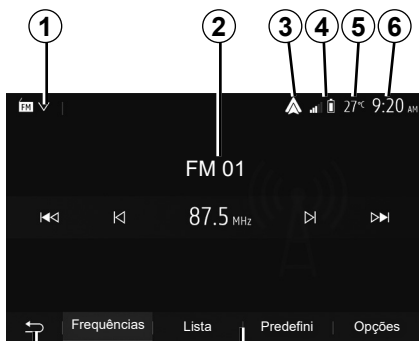 1 2 3 4 5 6
FM 27°C 9:20 AM
FM 01
87.5 MHz
Frequências Lista Predefini Opções